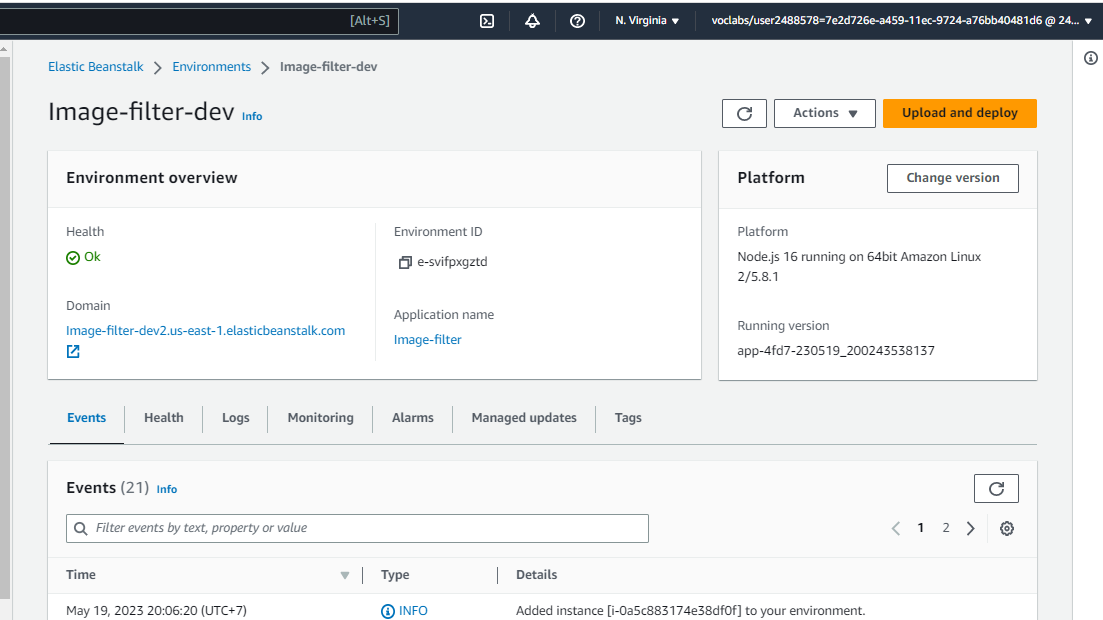 [Alt+S]
N. Virginia
voclabs/user2488578=7e2d726e-a459-11ec-9724-a76bb40481d6 @ 24...
Elastic Beanstalk
Environments
Image-filter-dev
Image-filter-dev Info
Actions
Upload and deploy
Environment overview
Health
Ok
Domain
Image-filter-dev2.us-east-1.elasticbeanstalk.com
Environment ID
e-svifpxgztd
Application name
Image-filter
Platform
Change version
Platform
Node.js 16 running on 64bit Amazon Linux
2/5.8.1
Running version
app-4fd7-230519_200243538137
Events
Health
Logs
Monitoring
Alarms
Managed updates
Tags
Events (21) Info
Filter events by text, property or value
1
2
Time
Type
Details
May 19, 2023 20:06:20 (UTC+7)
INFO
Added instance [i-0a5c883174e38df0f] to your environment.